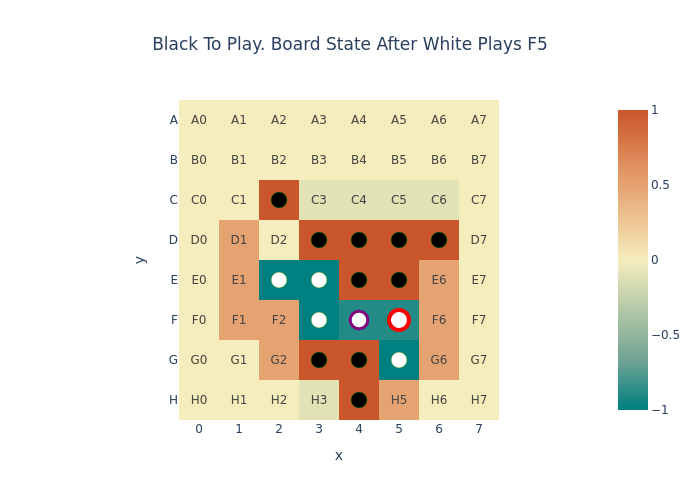 Black To Play. Board State After White Plays F5
A A0 A1 A2 A3 A4 A5 A6 A7
B B0 B1 B2 B3 B4 B5 B6 B7
C C0 C1 C3 C4 C5 C6 C7
D D0 D1 D2 D7
E E0 E1 E6 E7
F F0 F1 F2 F6 F7
G G0 G1 G2 G6 G7
H H0 H1 H2 H3 H5 H6 H7
0 1 2 3 4 5 6 7
x
y
1
0.5
0
−0.5
−1